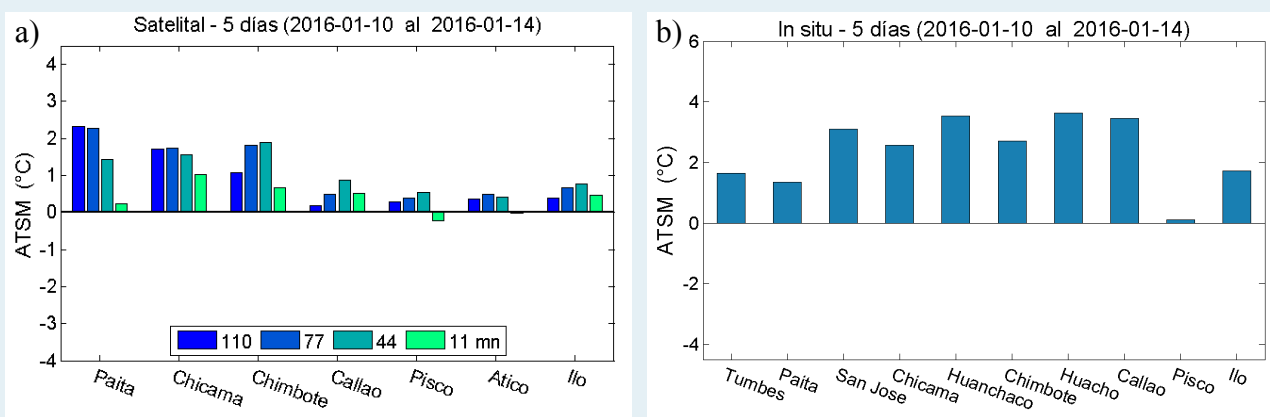 a)
Satelital - 5 días (2016-01-10 al 2016-01-14)
ATSM (°C)
4
3
2
1
0
-1
-2
-3
-4
110 77 44 11 mn
Paita Chicama Chimbote Callao Pisco Atico Ilo
b)
In situ - 5 días (2016-01-10 al 2016-01-14)
ATSM (°C)
6
4
2
0
-2
-4
Tumbes Paita San Jose Chicama Huanchaco Chimbote Huacho Callao Pisco Ilo